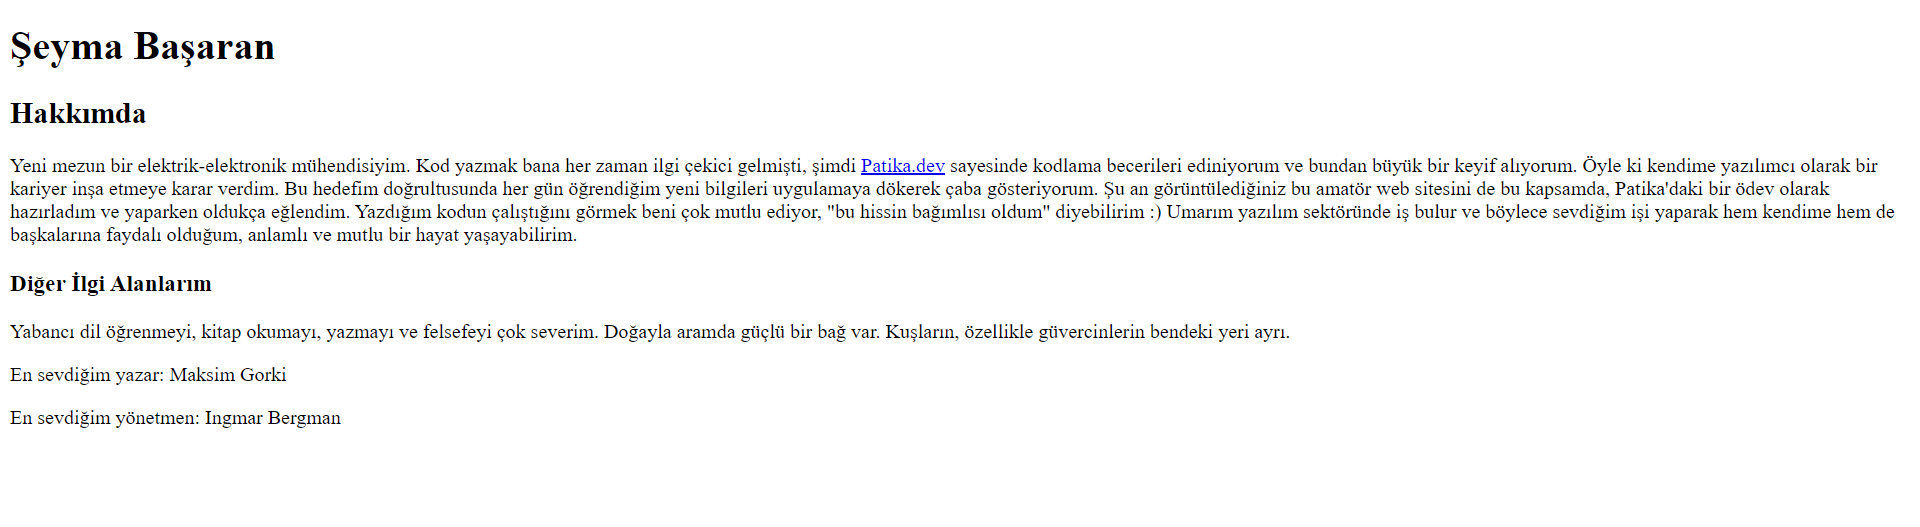 Şeyma Başaran
Hakkımda
Yeni mezun bir elektrik-elektronik mühendisiyim. Kod yazmak bana her zaman ilgi çekici gelmişti, şimdi Patika.dev sayesinde kodlama becerileri ediniyorum ve bundan büyük bir keyif alıyorum. Öyle ki kendime yazılımcı olarak bir
kariyer inşa etmeye karar verdim. Bu hedefim doğrultusunda her gün öğrendiğim yeni bilgileri uygulamaya dökerek çaba gösteriyorum. Şu an görüntülediğiniz bu amatör web sitesini de bu kapsamda, Patika'daki bir ödev olarak
hazırladım ve yaparken oldukça eğlendim. Yazdığım kodun çalıştığını görmek beni çok mutlu ediyor, "bu hissin bağımlısı oldum" diyebilirim :) Umarım yazılım sektöründe iş bulur ve böylece sevdiğim işi yaparak hem kendime hem de
başkalarına faydalı olduğum, anlamlı ve mutlu bir hayat yaşayabilirim.
Diğer İlgi Alanlarım
Yabancı dil öğrenmeyi, kitap okumayı, yazmayı ve felsefeyi çok severim. Doğayla aramda güçlü bir bağ var. Kuşların, özellikle güvercinlerin bendeki yeri ayrı.
En sevdiğim yazar: Maksim Gorki
En sevdiğim yönetmen: Ingmar Bergman